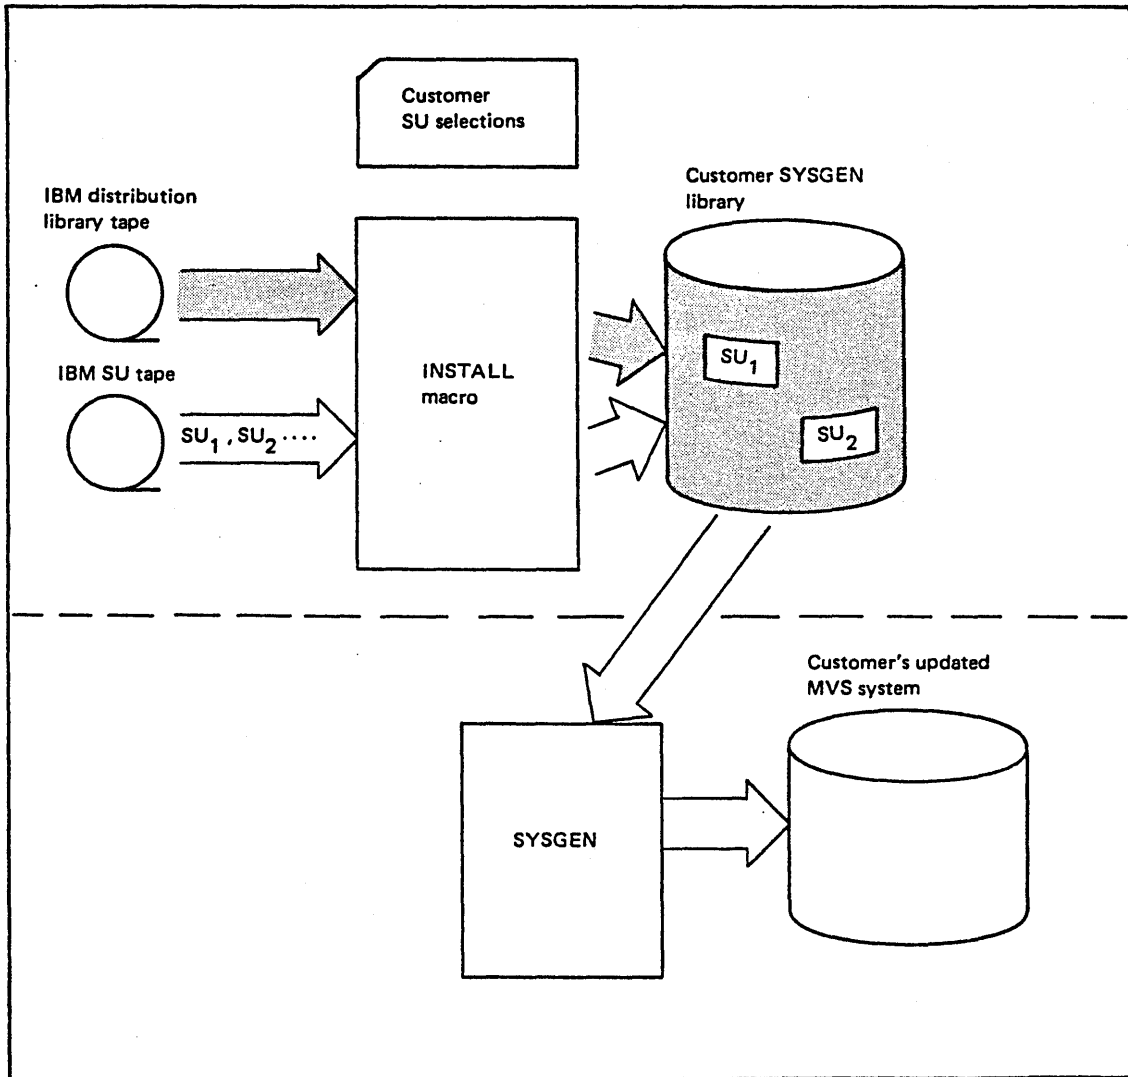 Customer
SU selections
IBM distribution
library tape
Customer SYSGEN
library
INSTALL
macro
SU₁
IBM SU tape
SU₁ , SU₂ ····
SU₂
Customer's updated
MVS system
SYSGEN